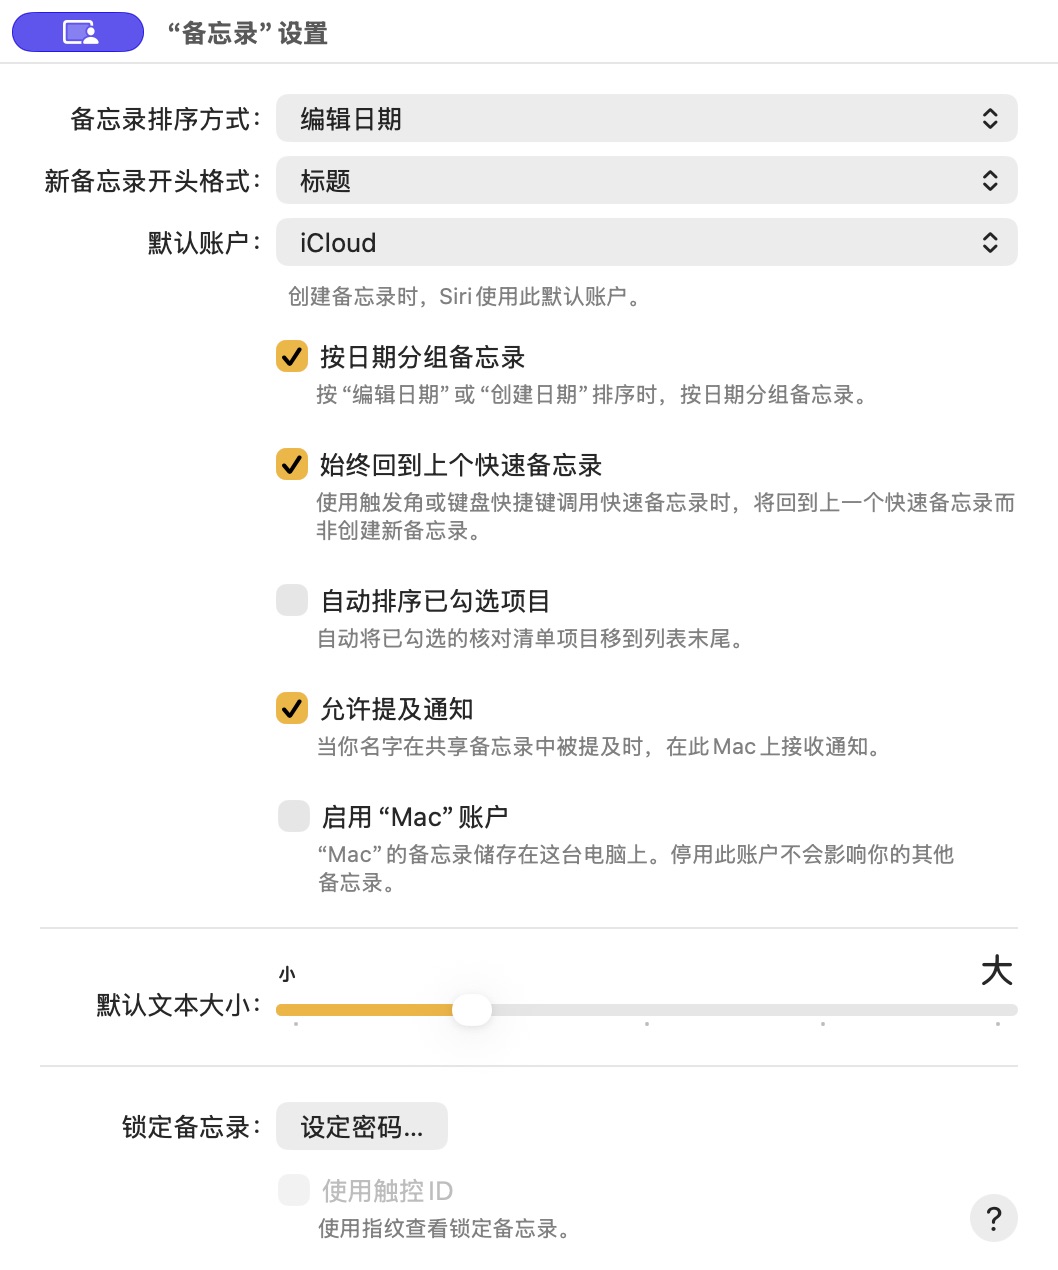 “备忘录” 设置
备忘录排序方式： 编辑日期
新备忘录开头格式： 标题
默认账户： iCloud
创建备忘录时，Siri 使用此默认账户。
按日期分组备忘录
按 “编辑日期” 或 “创建日期” 排序时，按日期分组备忘录。
始终回到上个快速备忘录
使用触发角或键盘快捷键调用快速备忘录时，将回到上一个快速备忘录而
非创建新备忘录。
自动排序已勾选项目
自动将已勾选的核对清单项目移到列表末尾。
允许提及通知
当你名字在共享备忘录中被提及时，在此 Mac 上接收通知。
启用 “Mac” 账户
“Mac” 的备忘录储存在这台电脑上。停用此账户不会影响你的其他
备忘录。
小 大
默认文本大小：
锁定备忘录： 设定密码...
使用触控 ID
使用指纹查看锁定备忘录。
?